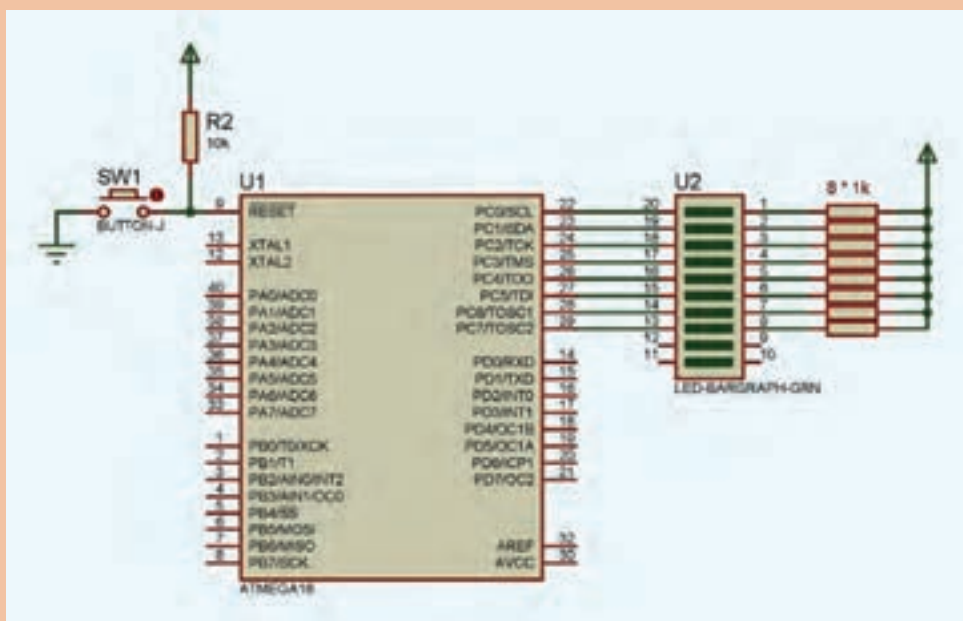 R2
10k
SW1
BUTTON-J
U1
9
RESET
13
XTAL1
12
XTAL2
40
PA0/ADC0
39
PA1/ADC1
38
PA2/ADC2
37
PA3/ADC3
36
PA4/ADC4
35
PA5/ADC5
34
PA6/ADC6
33
PA7/ADC7
1
PB0/T0/XCK
2
PB1/T1
3
PB2/AIN0/INT2
4
PB3/AIN1/OC0
5
PB4/SS
6
PB5/MOSI
7
PB6/MISO
8
PB7/SCK
PC0/SCL
22
PC1/SDA
23
PC2/TCK
24
PC3/TMS
25
PC4/TDO
26
PC5/TDI
27
PC6/TOSC1
28
PC7/TOSC2
29
PD0/RXD
14
PD1/TXD
15
PD2/INT0
16
PD3/INT1
17
PD4/OC1B
18
PD5/OC1A
19
PD6/ICP1
20
PD7/OC2
21
AREF
32
AVCC
30
ATMEGA16
U2
20
19
18
17
16
15
14
13
12
11
1
2
3
4
5
6
7
8
9
10
LED-BARGRAPH-GRN
8 * 1k